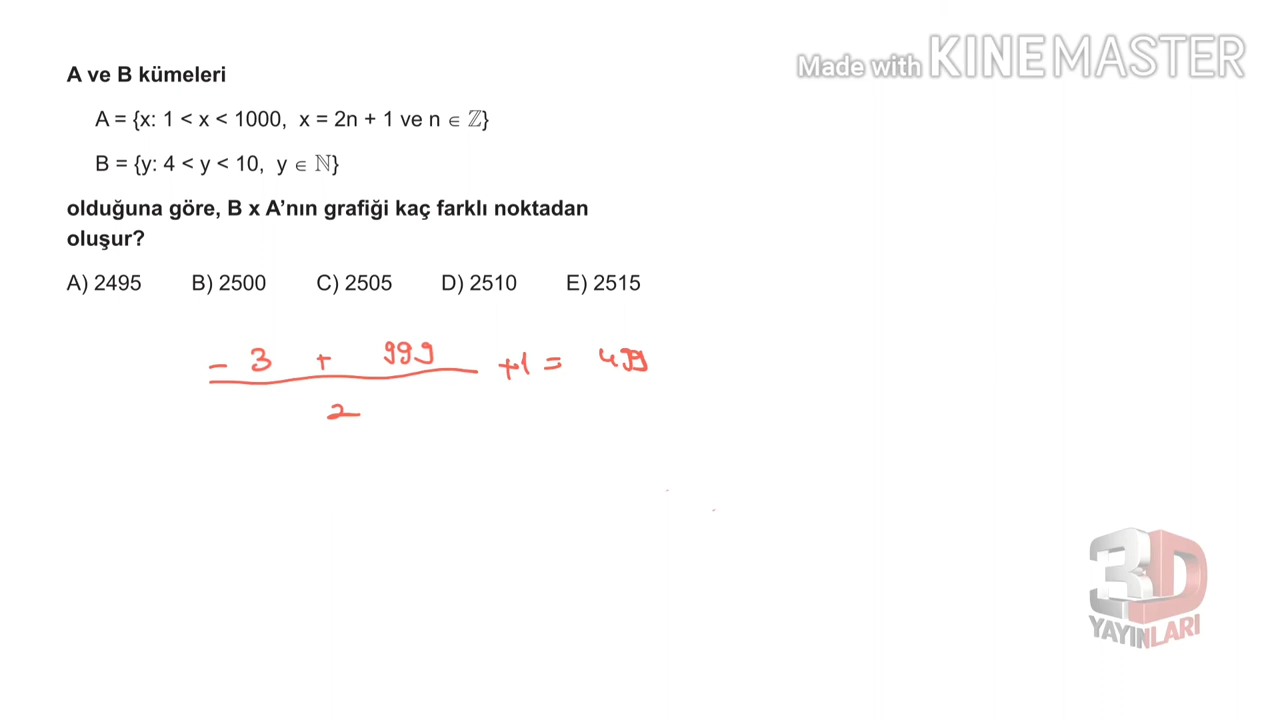 Made with KINEMASTER
A ve B kümeleri
A = {x: 1 < x < 1000, x = 2n + 1 ve n ∈ ℤ}
B = {y: 4 < y < 10, y ∈ ℕ}
olduğuna göre, B x A’nın grafiği kaç farklı noktadan
oluşur?
A) 2495 B) 2500 C) 2505 D) 2510 E) 2515
- 3 + 999 +1 = 499
2
3D
YAYINLARI